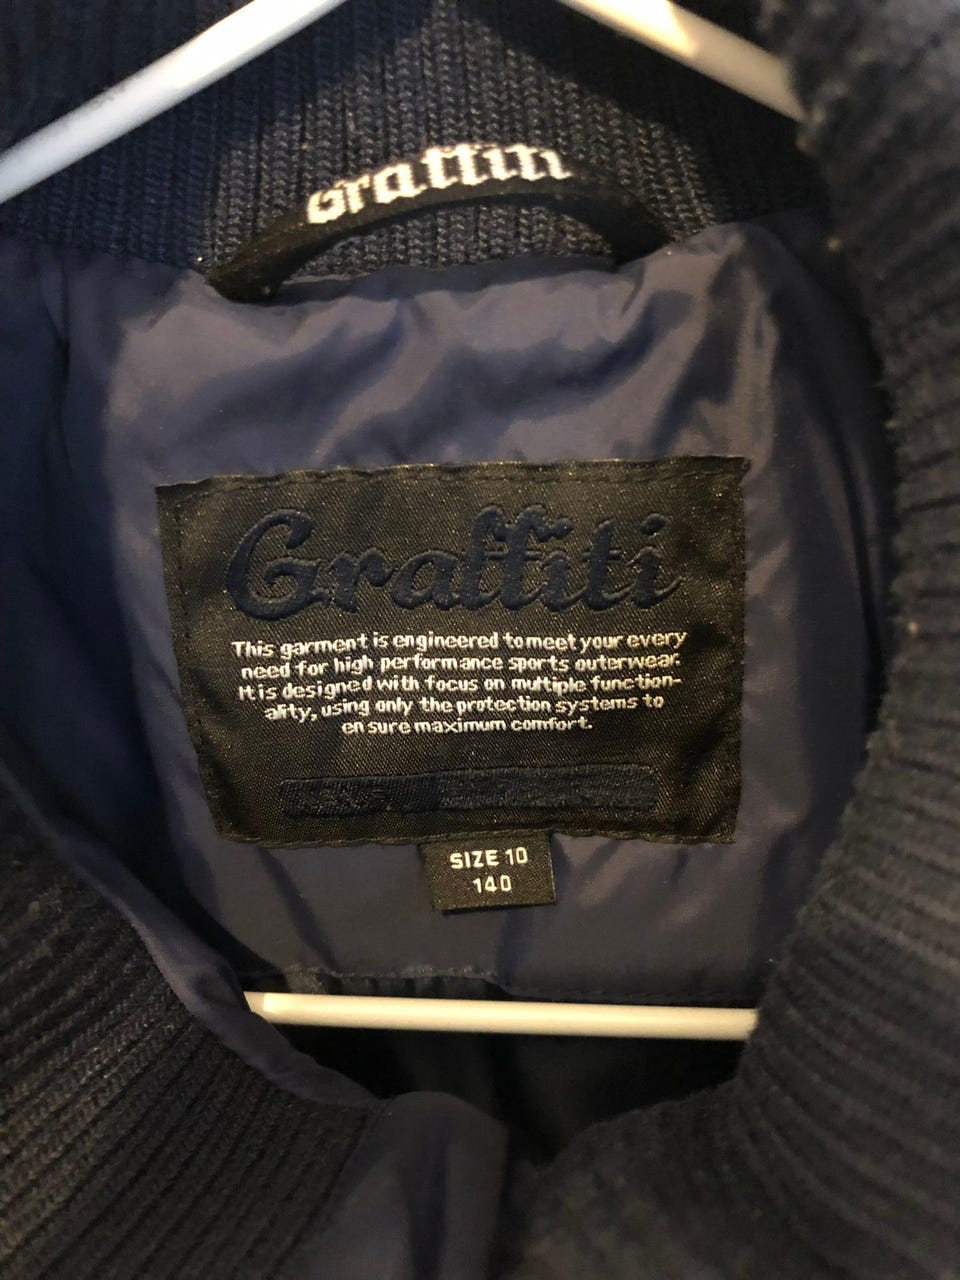 Graffiti
This garment is engineered to meet your every
need for high performance sports outerwear.
It is designed with focus on multiple function-
ality, using only the protection systems to
ensure maximum comfort.
SIZE 10
140